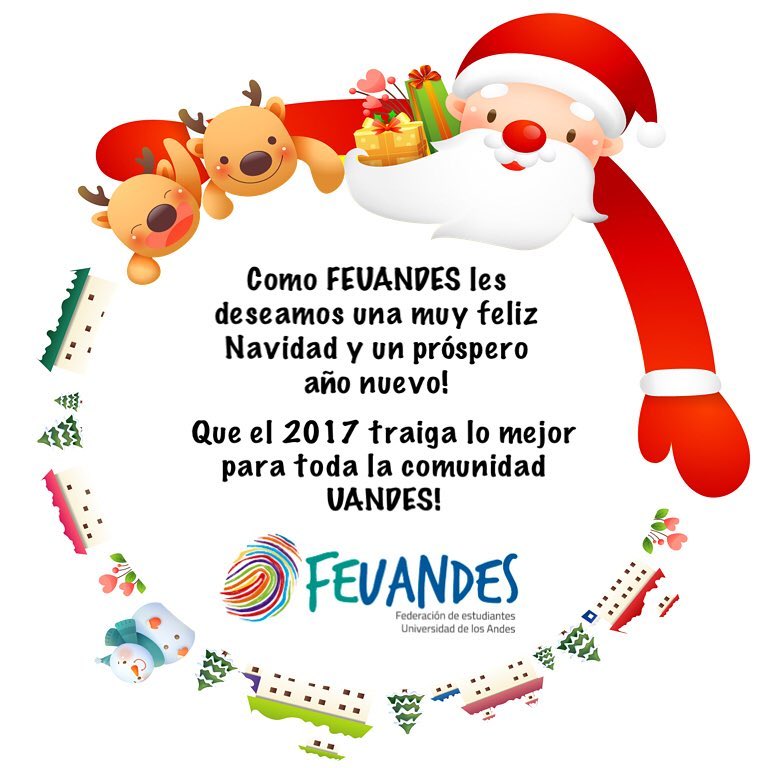 Como FEUANDES les
deseamos una muy feliz
Navidad y un próspero
año nuevo!
Que el 2017 traiga lo mejor
para toda la comunidad
UANDES!
FEUANDES
Federación de estudiantes
Universidad de los Andes